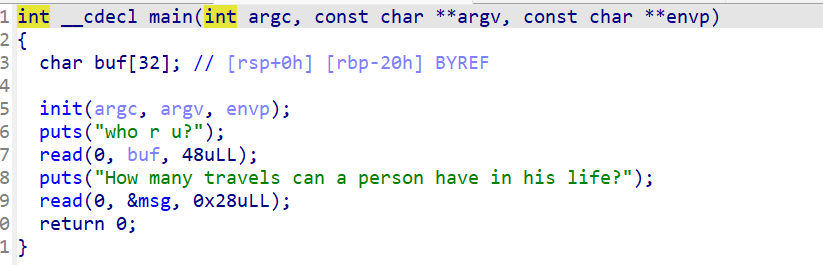 1 int __cdecl main(int argc, const char **argv, const char **envp)
2 {
3   char buf[32]; // [rsp+0h] [rbp-20h] BYREF
4
5   init(argc, argv, envp);
6   puts("who r u?");
7   read(0, buf, 48uLL);
8   puts("How many travels can a person have in his life?");
9   read(0, &msg, 0x28uLL);
0   return 0;
1 }